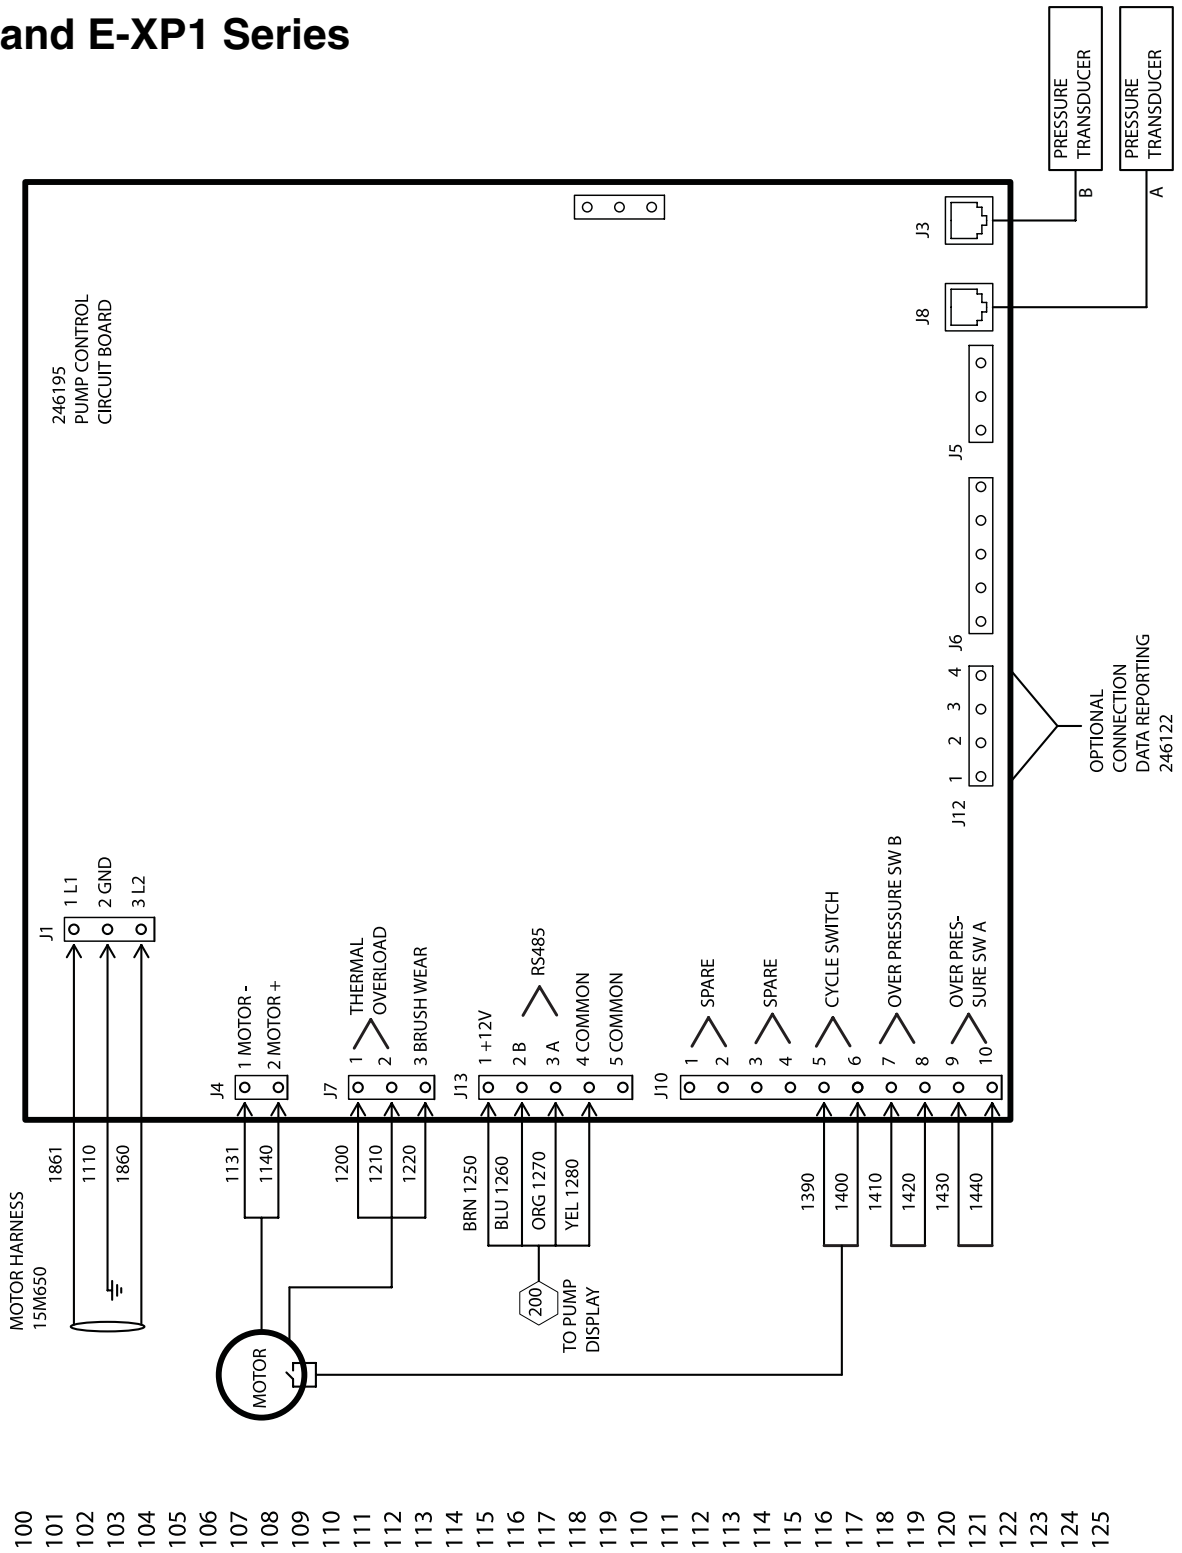 and E-XP1 Series
PRESSURE
TRANSDUCER
PRESSURE
TRANSDUCER
B
A
246195
PUMP CONTROL
CIRCUIT BOARD
J3
J8
J5
J6
J12
1
2
3
4
OPTIONAL
CONNECTION
DATA REPORTING
246122
J1
1 L1
2 GND
3 L2
J4
1 MOTOR -
2 MOTOR +
J7
1
2
THERMAL
OVERLOAD
3 BRUSH WEAR
J13
1 +12V
2 B
3 A
RS485
4 COMMON
5 COMMON
J10
1
2
SPARE
3
4
SPARE
5
6
CYCLE SWITCH
7
8
OVER PRESSURE SW B
9
10
OVER PRES-
SURE SW A
MOTOR HARNESS
15M650
1861
1110
1860
1131
1140
1200
1210
1220
BRN 1250
BLU 1260
ORG 1270
YEL 1280
1390
1400
1410
1420
1430
1440
200
TO PUMP
DISPLAY
MOTOR
100
101
102
103
104
105
106
107
108
109
110
111
112
113
114
115
116
117
118
119
110
111
112
113
114
115
116
117
118
119
120
121
122
123
124
125